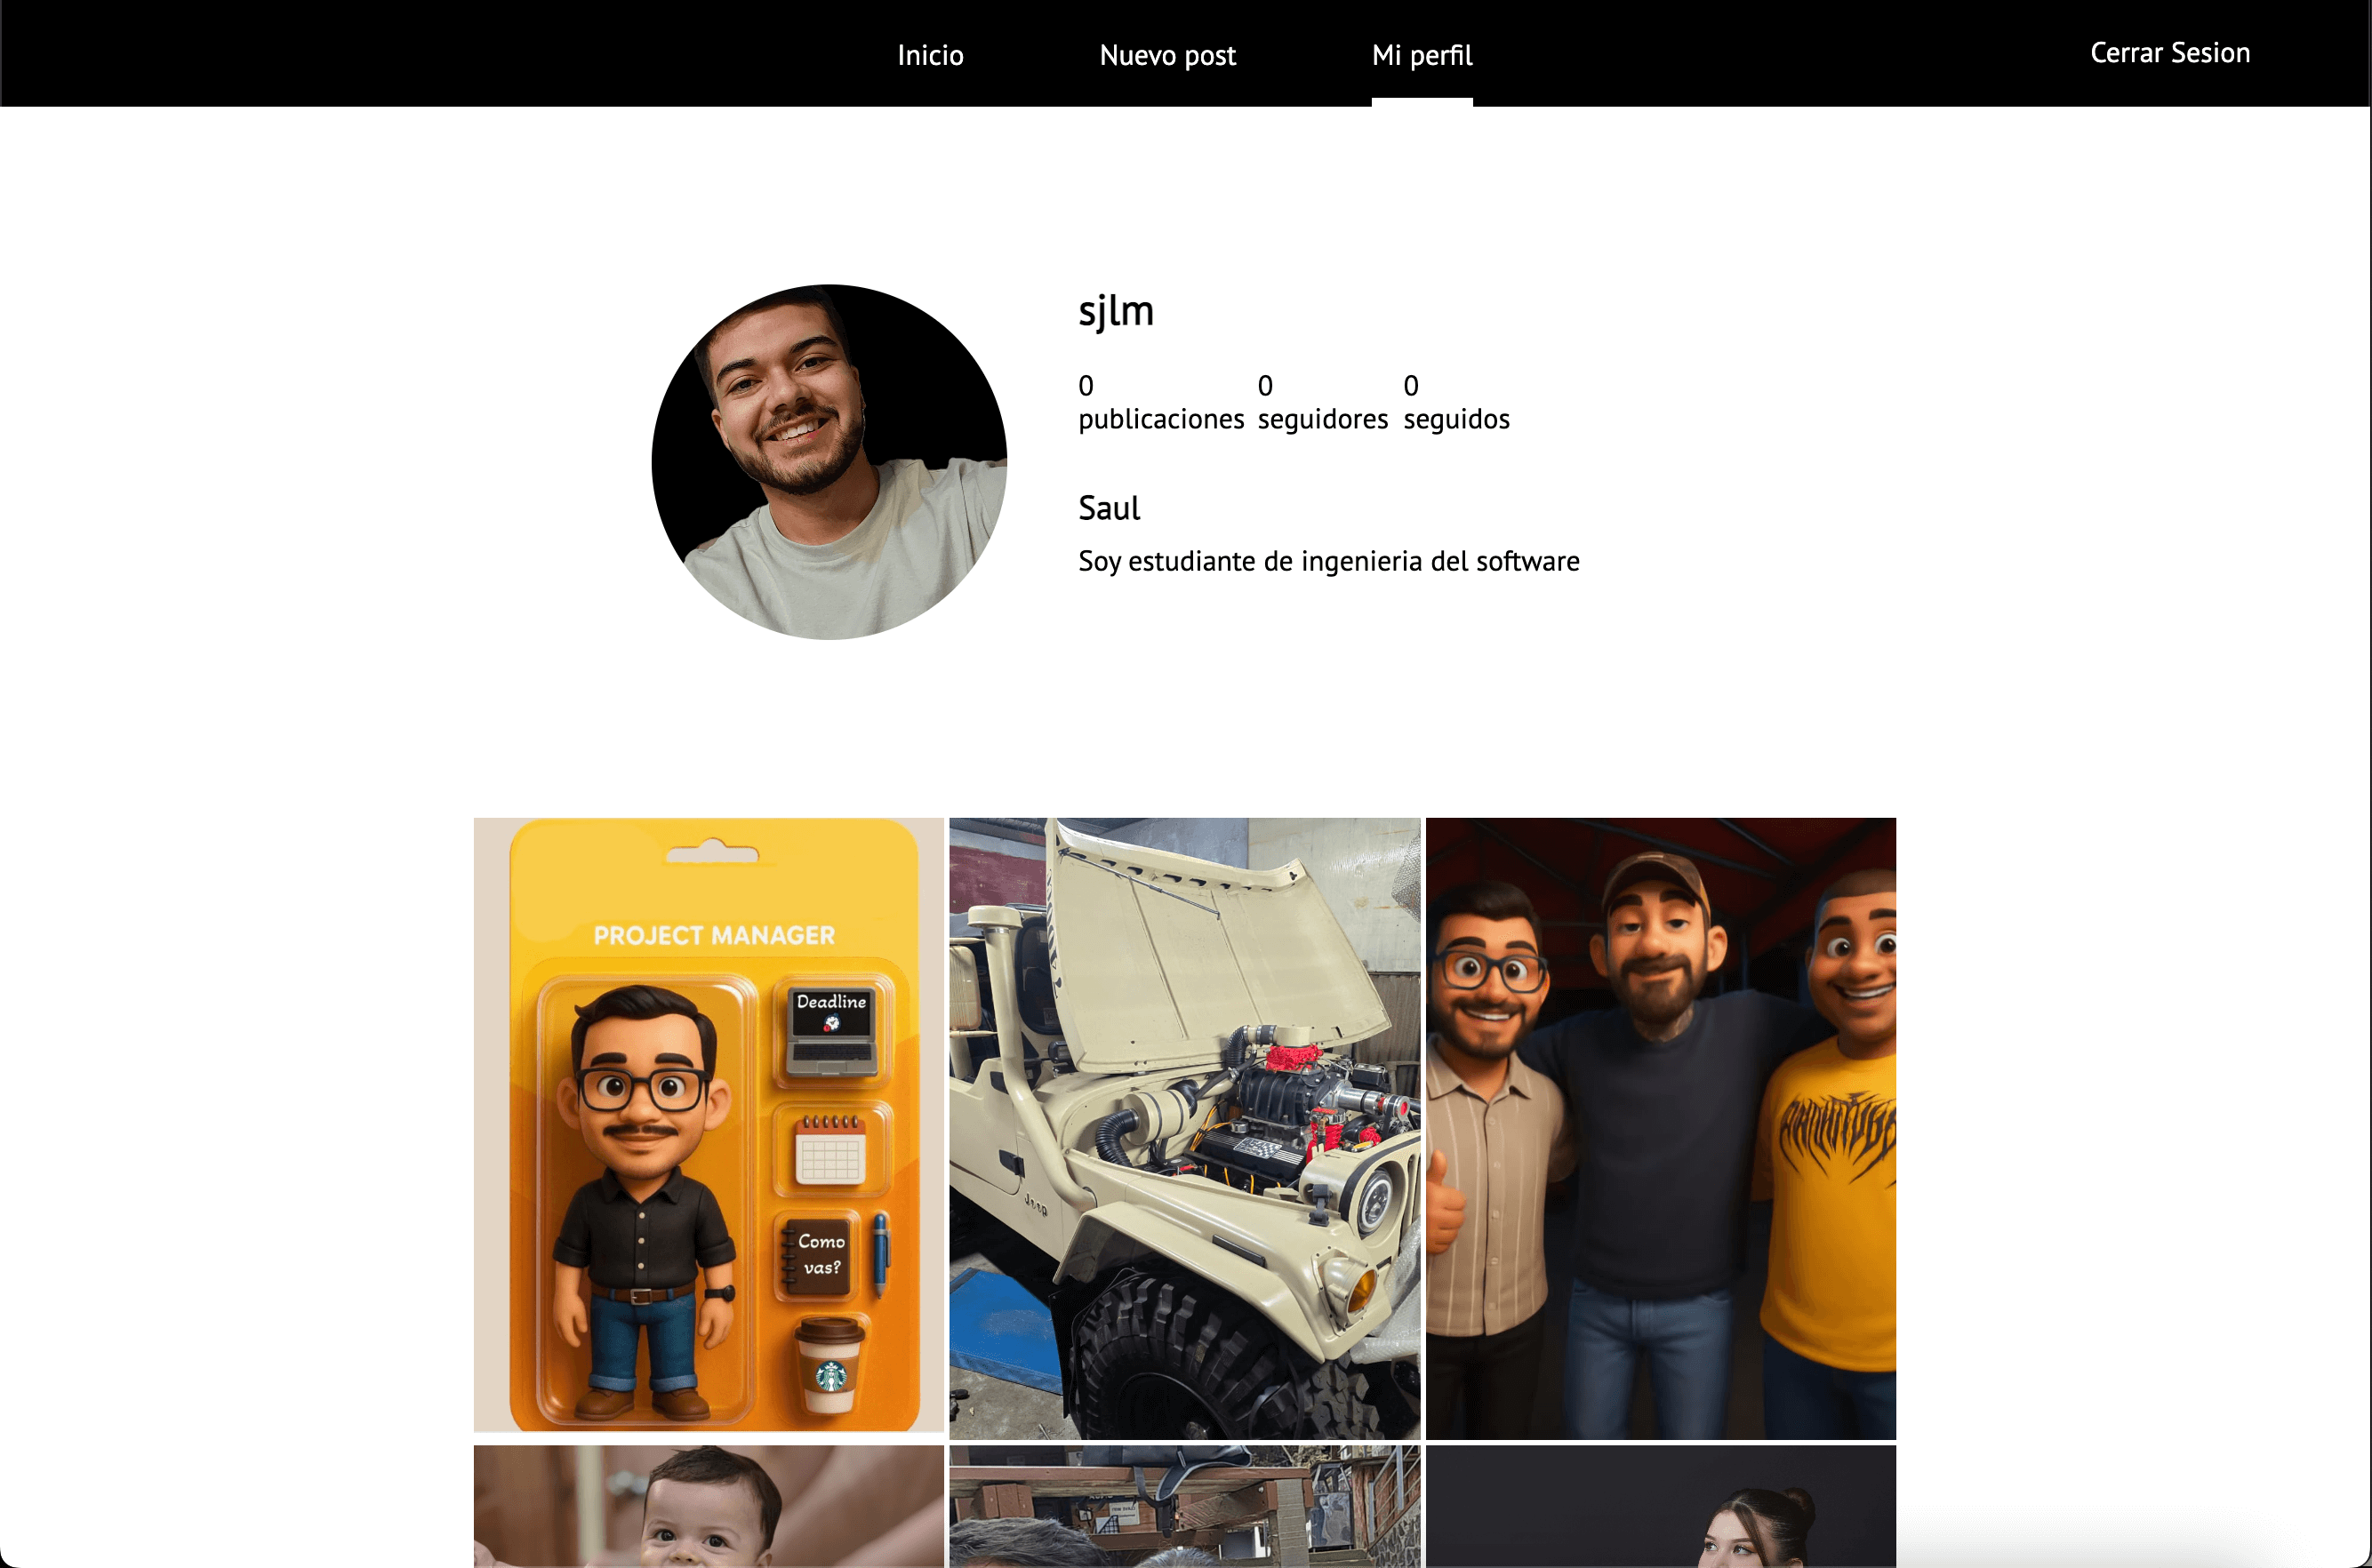 Inicio
Nuevo post
Mi perfil
Cerrar Sesion
sjlm
0
publicaciones
0
seguidores
0
seguidos
Saul
Soy estudiante de ingenieria del software
PROJECT MANAGER
Deadline
Como
vas?
Jeep